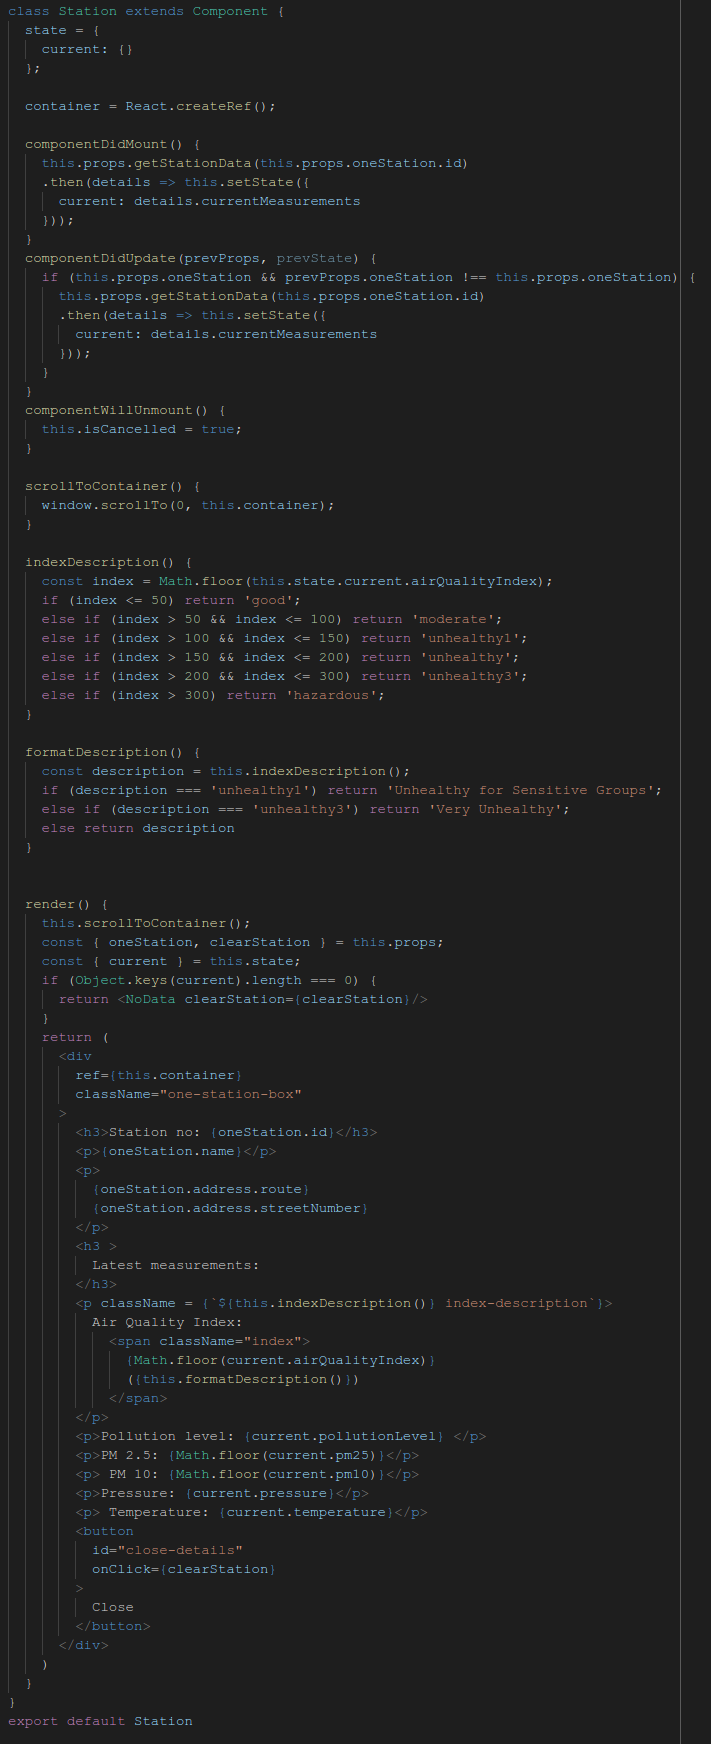 class Station extends Component {
state = {
current: {}
};
container = React.createRef();
componentDidMount() {
this.props.getStationData(this.props.oneStation.id)
.then(details => this.setState({
current: details.currentMeasurements
}));
}
componentDidUpdate(prevProps, prevState) {
if (this.props.oneStation && prevProps.oneStation !== this.props.oneStation) {
this.props.getStationData(this.props.oneStation.id)
.then(details => this.setState({
current: details.currentMeasurements
}));
}
}
componentWillUnmount() {
this.isCancelled = true;
}
scrollToContainer() {
window.scrollTo(0, this.container);
}
indexDescription() {
const index = Math.floor(this.state.current.airQualityIndex);
if (index <= 50) return 'good';
else if (index > 50 && index <= 100) return 'moderate';
else if (index > 100 && index <= 150) return 'unhealthy1';
else if (index > 150 && index <= 200) return 'unhealthy';
else if (index > 200 && index <= 300) return 'unhealthy3';
else if (index > 300) return 'hazardous';
}
formatDescription() {
const description = this.indexDescription();
if (description === 'unhealthy1') return 'Unhealthy for Sensitive Groups';
else if (description === 'unhealthy3') return 'Very Unhealthy';
else return description
}
render() {
this.scrollToContainer();
const { oneStation, clearStation } = this.props;
const { current } = this.state;
if (Object.keys(current).length === 0) {
return <NoData clearStation={clearStation}/>
}
return (
<div
ref={this.container}
className="one-station-box"
>
<h3>Station no: {oneStation.id}</h3>
<p>{oneStation.name}</p>
<p>
{oneStation.address.route}
{oneStation.address.streetNumber}
</p>
<h3 >
Latest measurements:
</h3>
<p className = {`${this.indexDescription()} index-description`}>
Air Quality Index:
<span className="index">
{Math.floor(current.airQualityIndex)}
({this.formatDescription()})
</span>
</p>
<p>Pollution level: {current.pollutionLevel} </p>
<p>PM 2.5: {Math.floor(current.pm25)}</p>
<p> PM 10: {Math.floor(current.pm10)}</p>
<p>Pressure: {current.pressure}</p>
<p> Temperature: {current.temperature}</p>
<button
id="close-details"
onClick={clearStation}
>
Close
</button>
</div>
)
}
}
export default Station